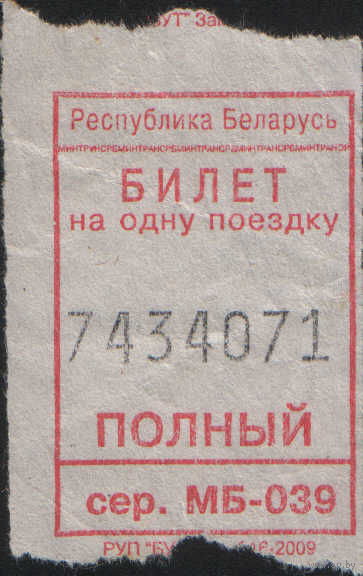 Республика Беларусь
БИЛЕТ
на одну поездку
7434071
ПОЛНЫЙ
сер. МБ-039